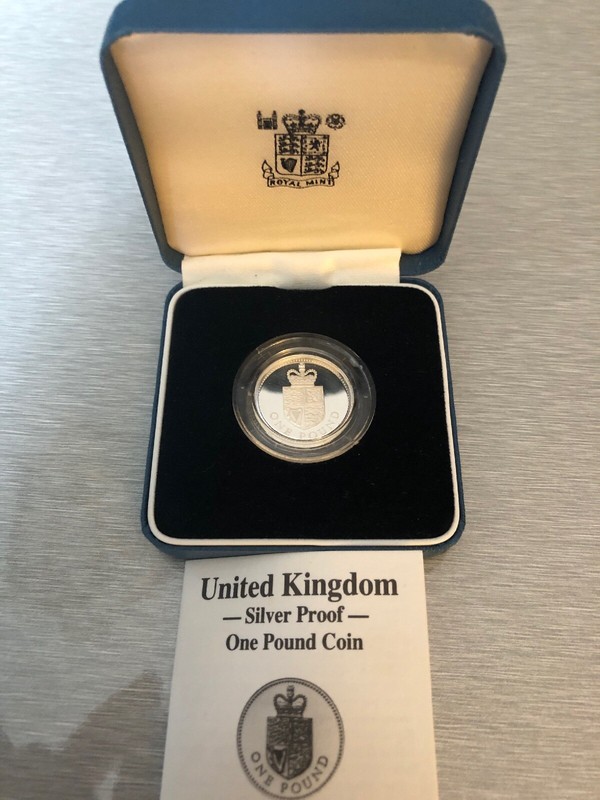 ROYAL MINT
ONE POUND
United Kingdom
— Silver Proof —
One Pound Coin
ONE POUND